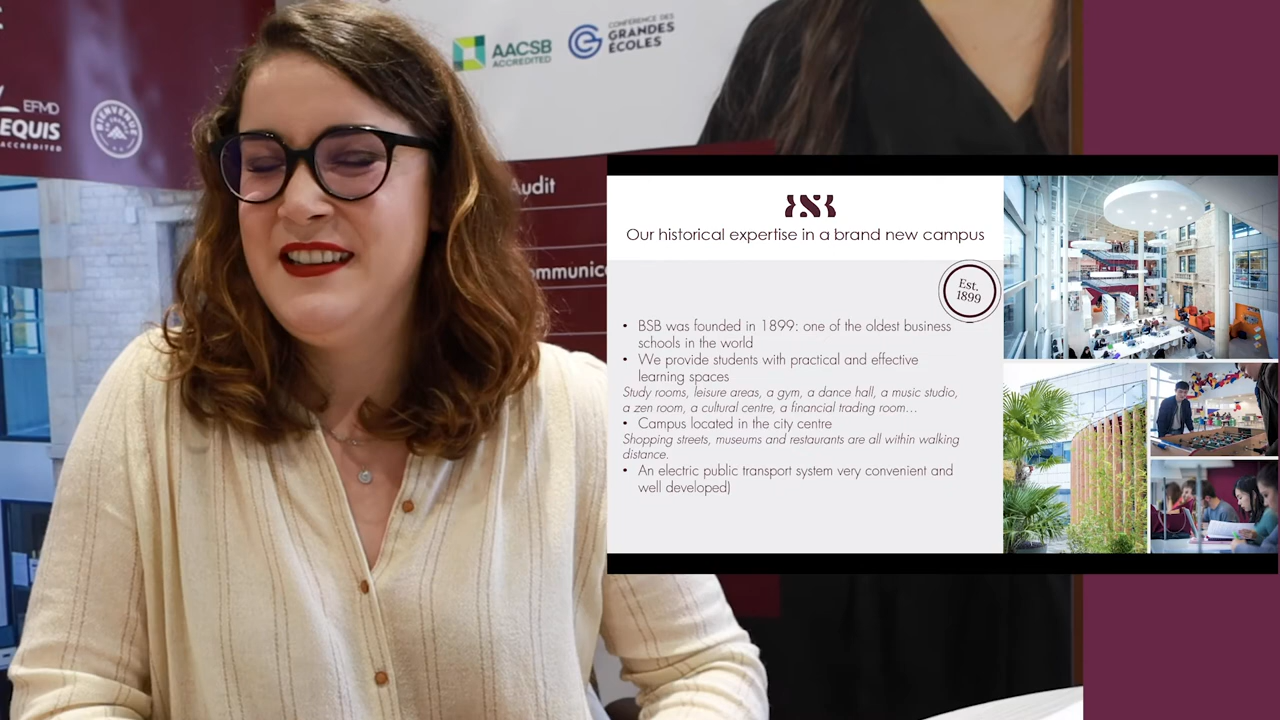 AACSB
ACCREDITED
CONFÉRENCE DES
GRANDES
ÉCOLES
EFMD
EQUIS
ACCREDITED
BIENVENUE
EN FRANCE
Audit
ommunic
BSB
Our historical expertise in a brand new campus
Est.
1899
• BSB was founded in 1899: one of the oldest business
schools in the world
• We provide students with practical and effective
learning spaces
Study rooms, leisure areas, a gym, a dance hall, a music studio,
a zen room, a cultural centre, a financial trading room...
• Campus located in the city centre
Shopping streets, museums and restaurants are all within walking
distance.
• An electric public transport system very convenient and
well developed)